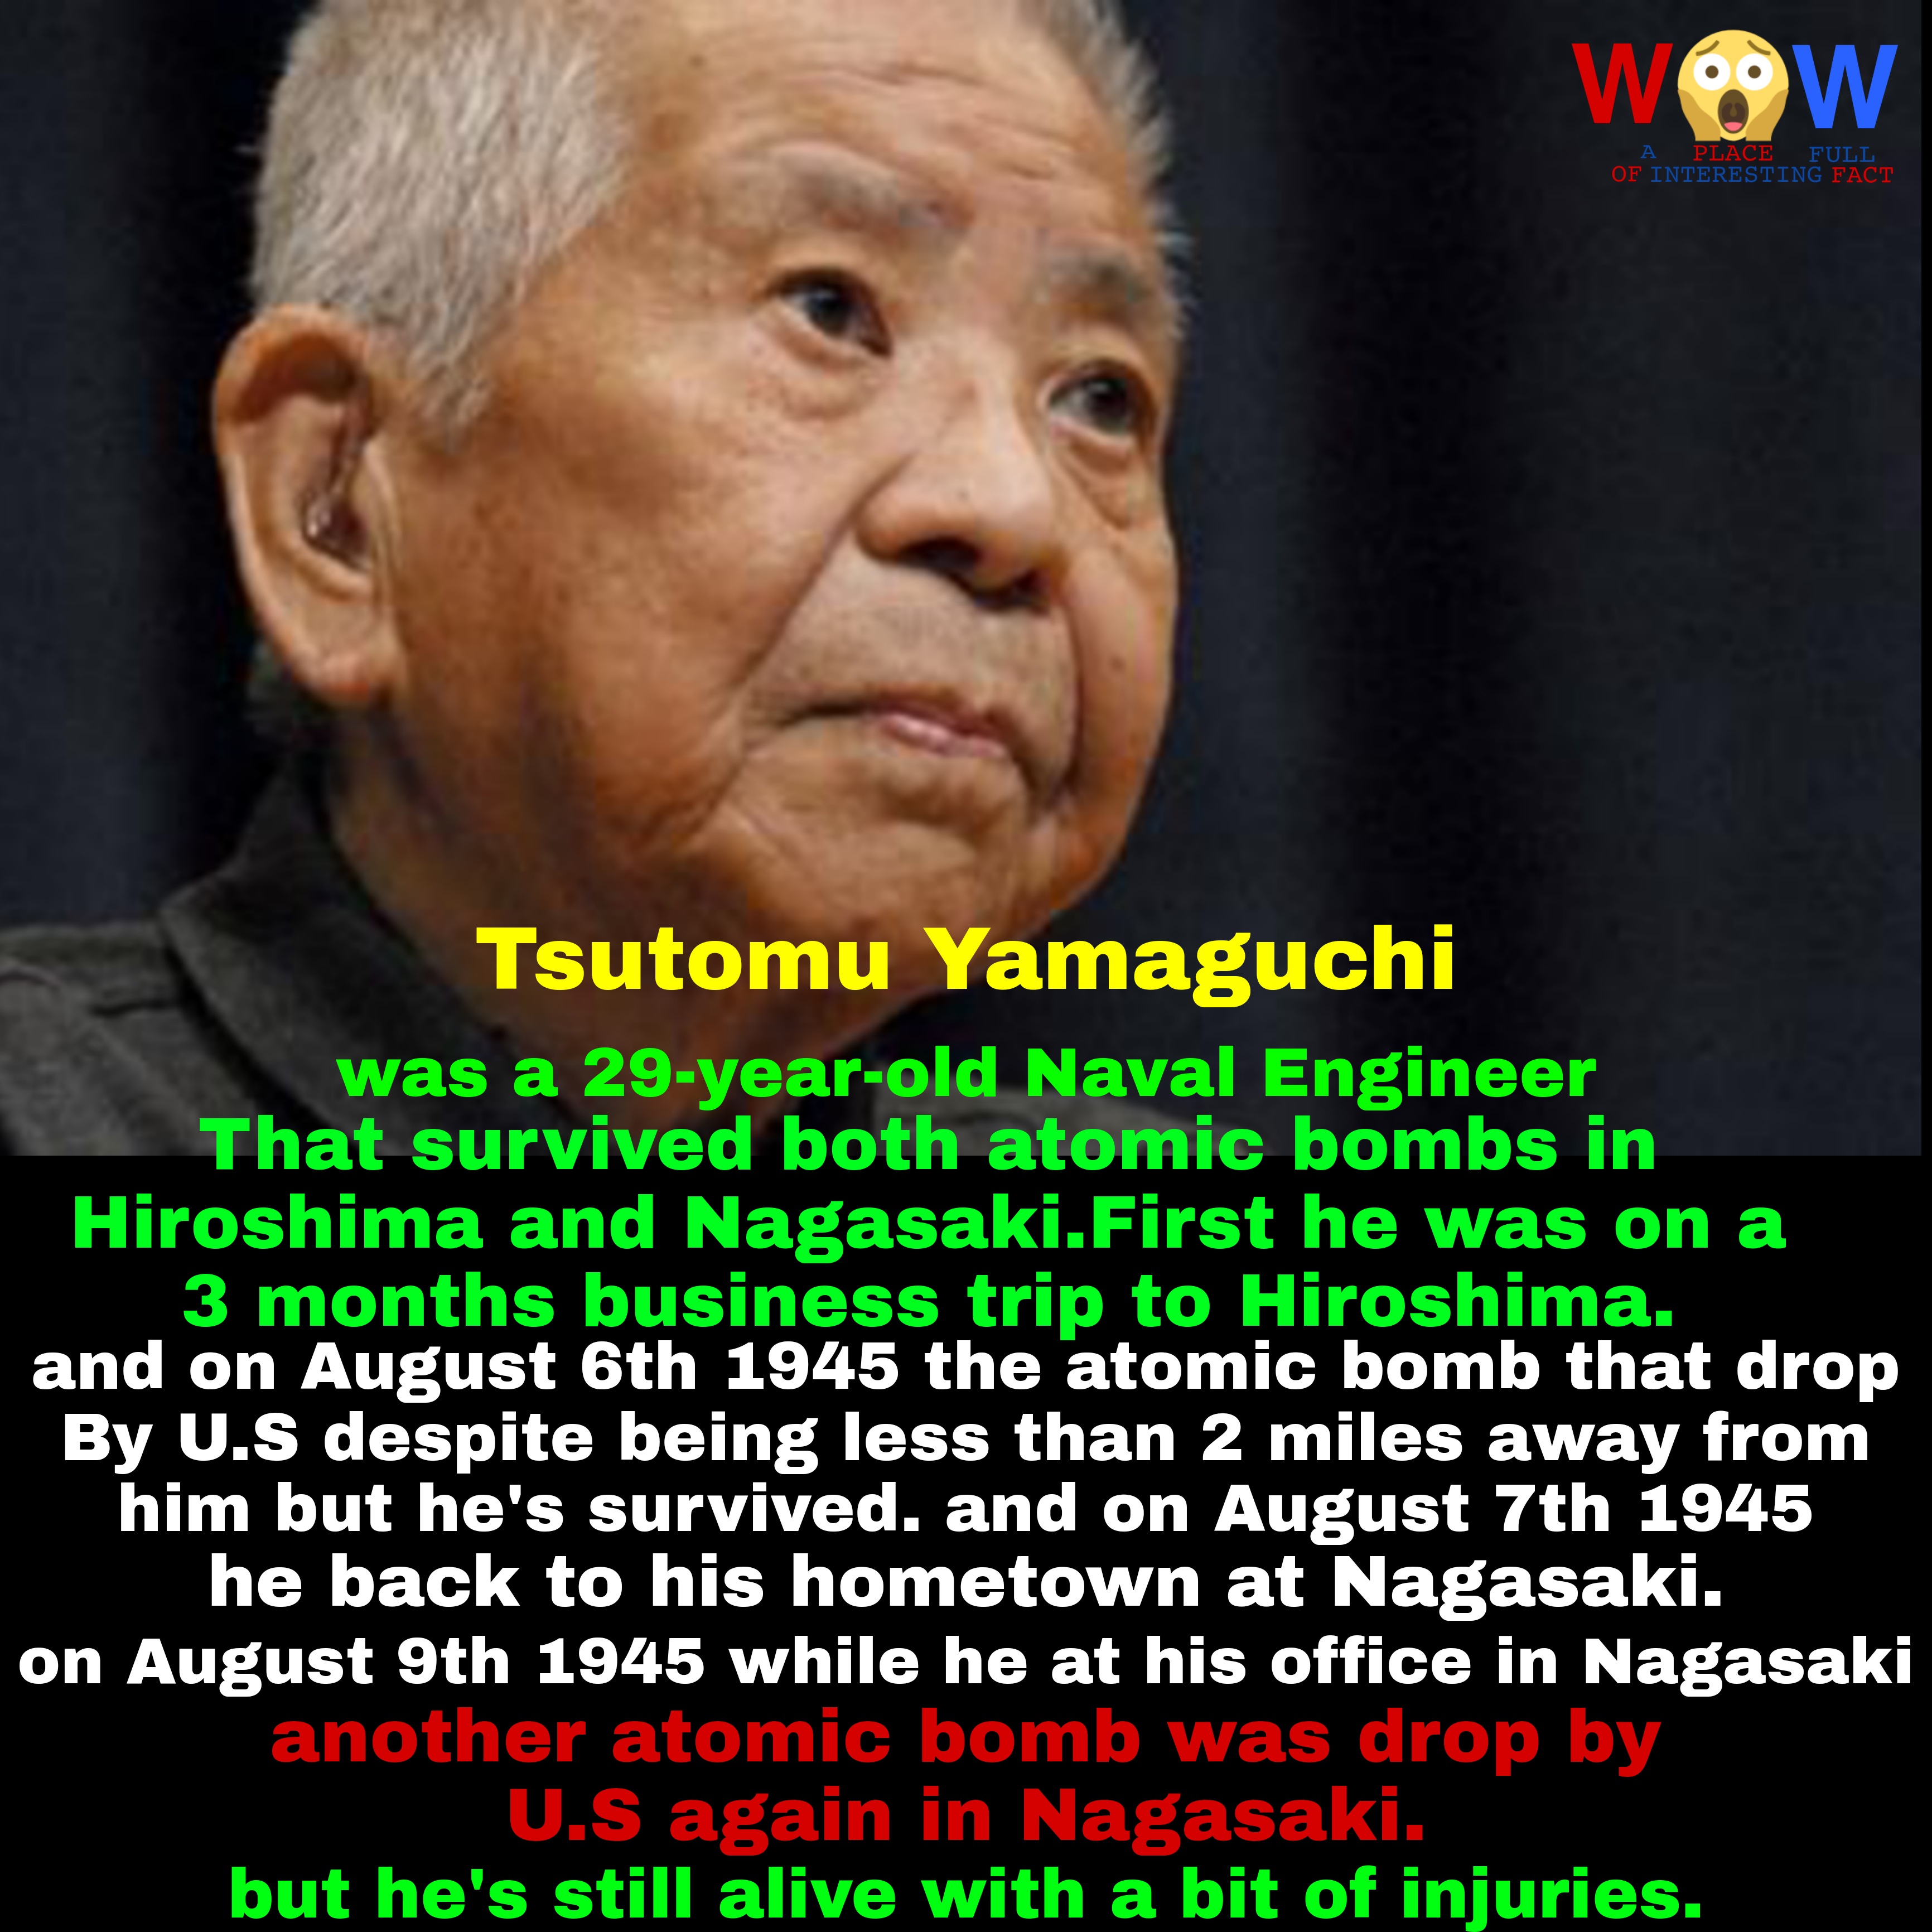 WOW
A PLACE FULL
OF INTERESTING FACT
Tsutomu Yamaguchi
was a 29-year-old Naval Engineer
That survived both atomic bombs in
Hiroshima and Nagasaki.First he was on a
3 months business trip to Hiroshima.
and on August 6th 1945 the atomic bomb that drop
By U.S despite being less than 2 miles away from
him but he's survived. and on August 7th 1945
he back to his hometown at Nagasaki.
on August 9th 1945 while he at his office in Nagasaki
another atomic bomb was drop by
U.S again in Nagasaki.
but he's still alive with a bit of injuries.